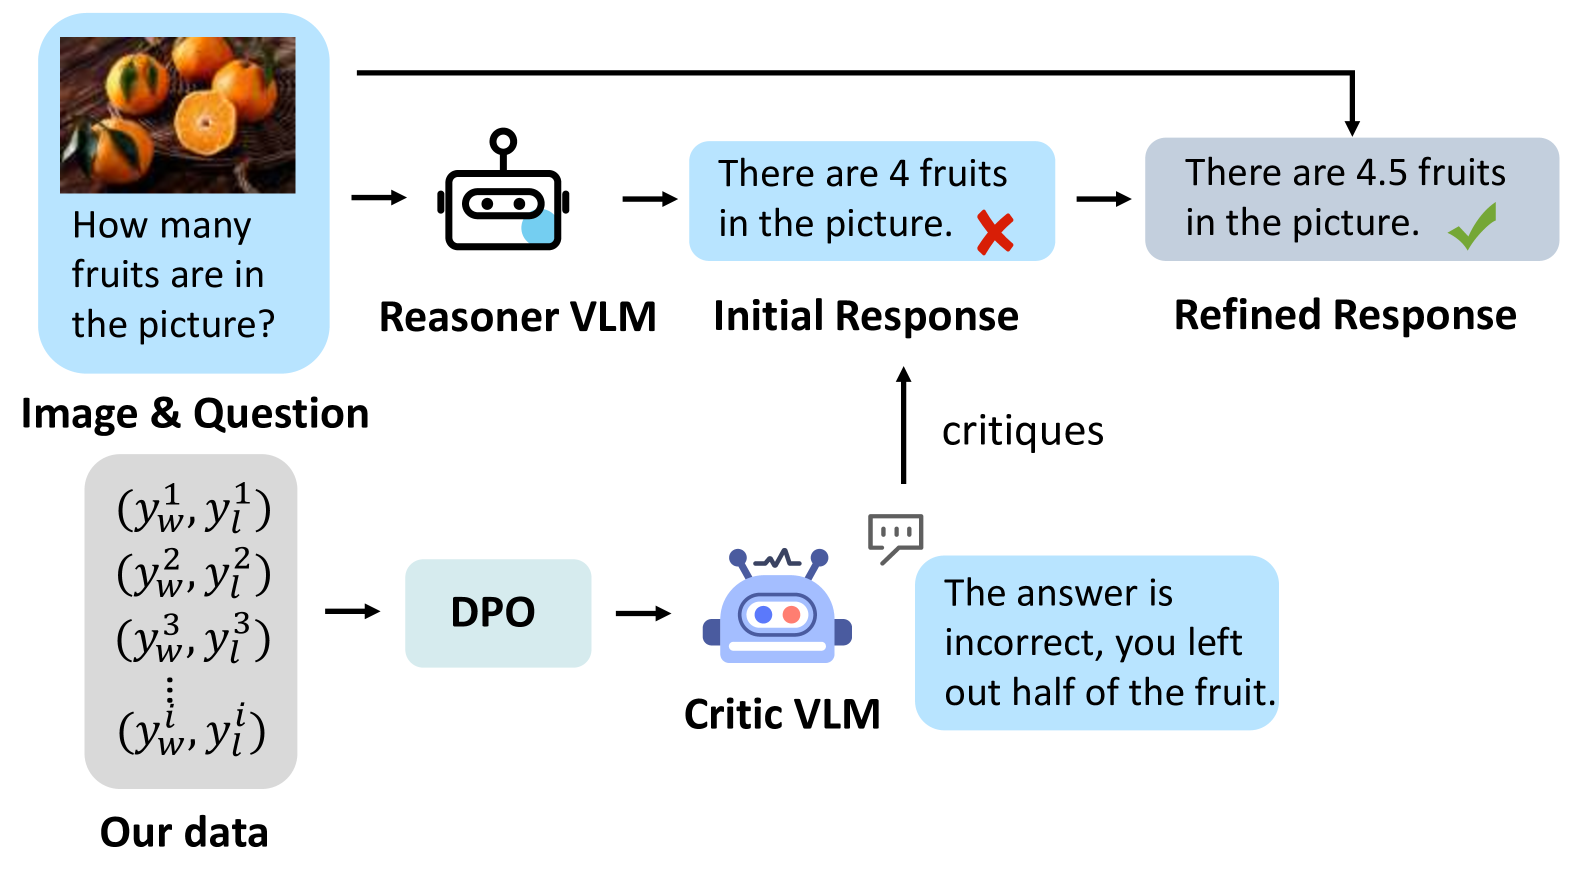 How many
fruits are in
the picture?
Image & Question
Reasoner VLM
There are 4 fruits
in the picture.
Initial Response
There are 4.5 fruits
in the picture.
Refined Response
critiques
(y_w^1, y_l^1)
(y_w^2, y_l^2)
(y_w^3, y_l^3)
⋮
(y_w^i, y_l^i)
Our data
DPO
Critic VLM
The answer is
incorrect, you left
out half of the fruit.